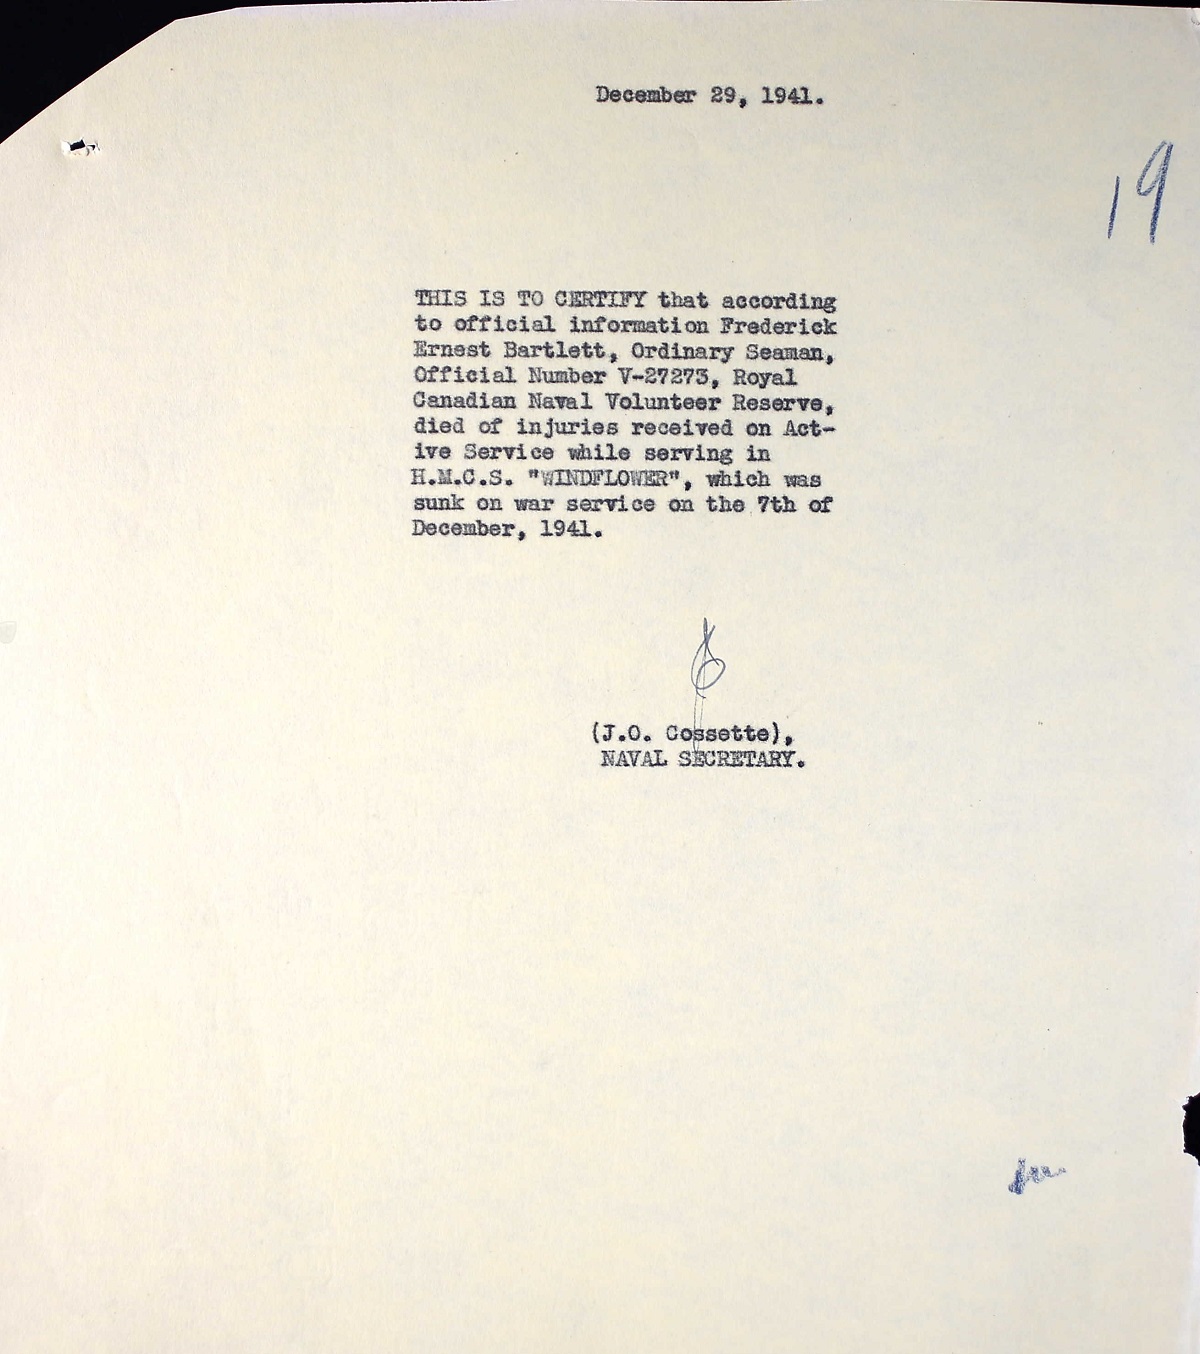 December 29, 1941.
19
THIS IS TO CERTIFY that according
to official information Frederick
Ernest Bartlett, Ordinary Seaman,
Official Number V-27273, Royal
Canadian Naval Volunteer Reserve,
died of injuries received on Act-
ive Service while serving in
H.M.C.S. "WINDFLOWER", which was
sunk on war service on the 7th of
December, 1941.
(J.O. Cossette),
NAVAL SECRETARY.